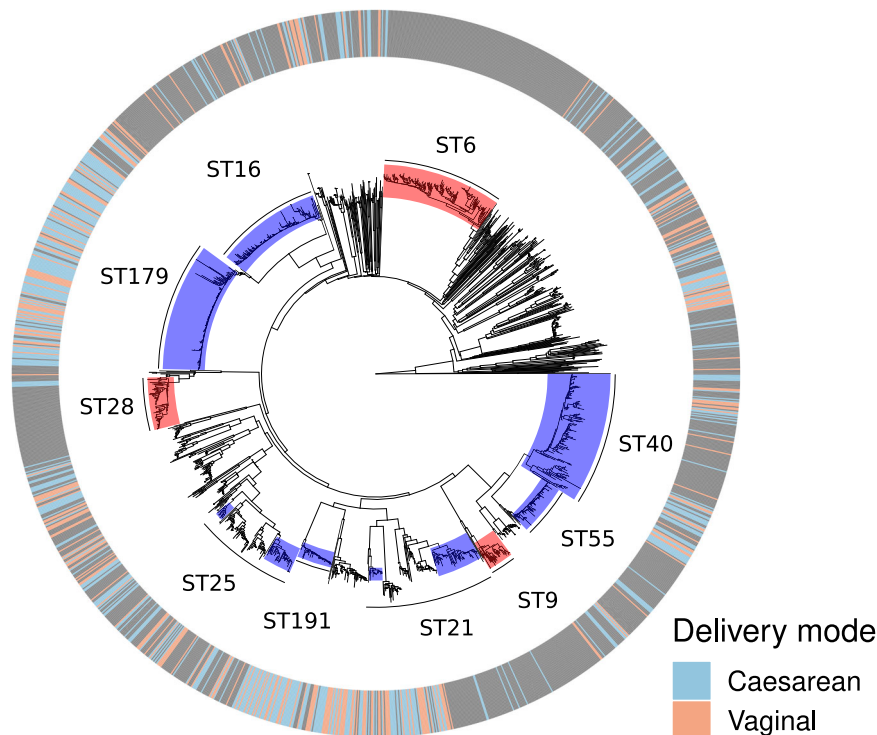 ST6
ST16
ST179
ST28
ST40
ST55
ST25
ST9
ST191
ST21
Delivery mode
Caesarean
Vaginal